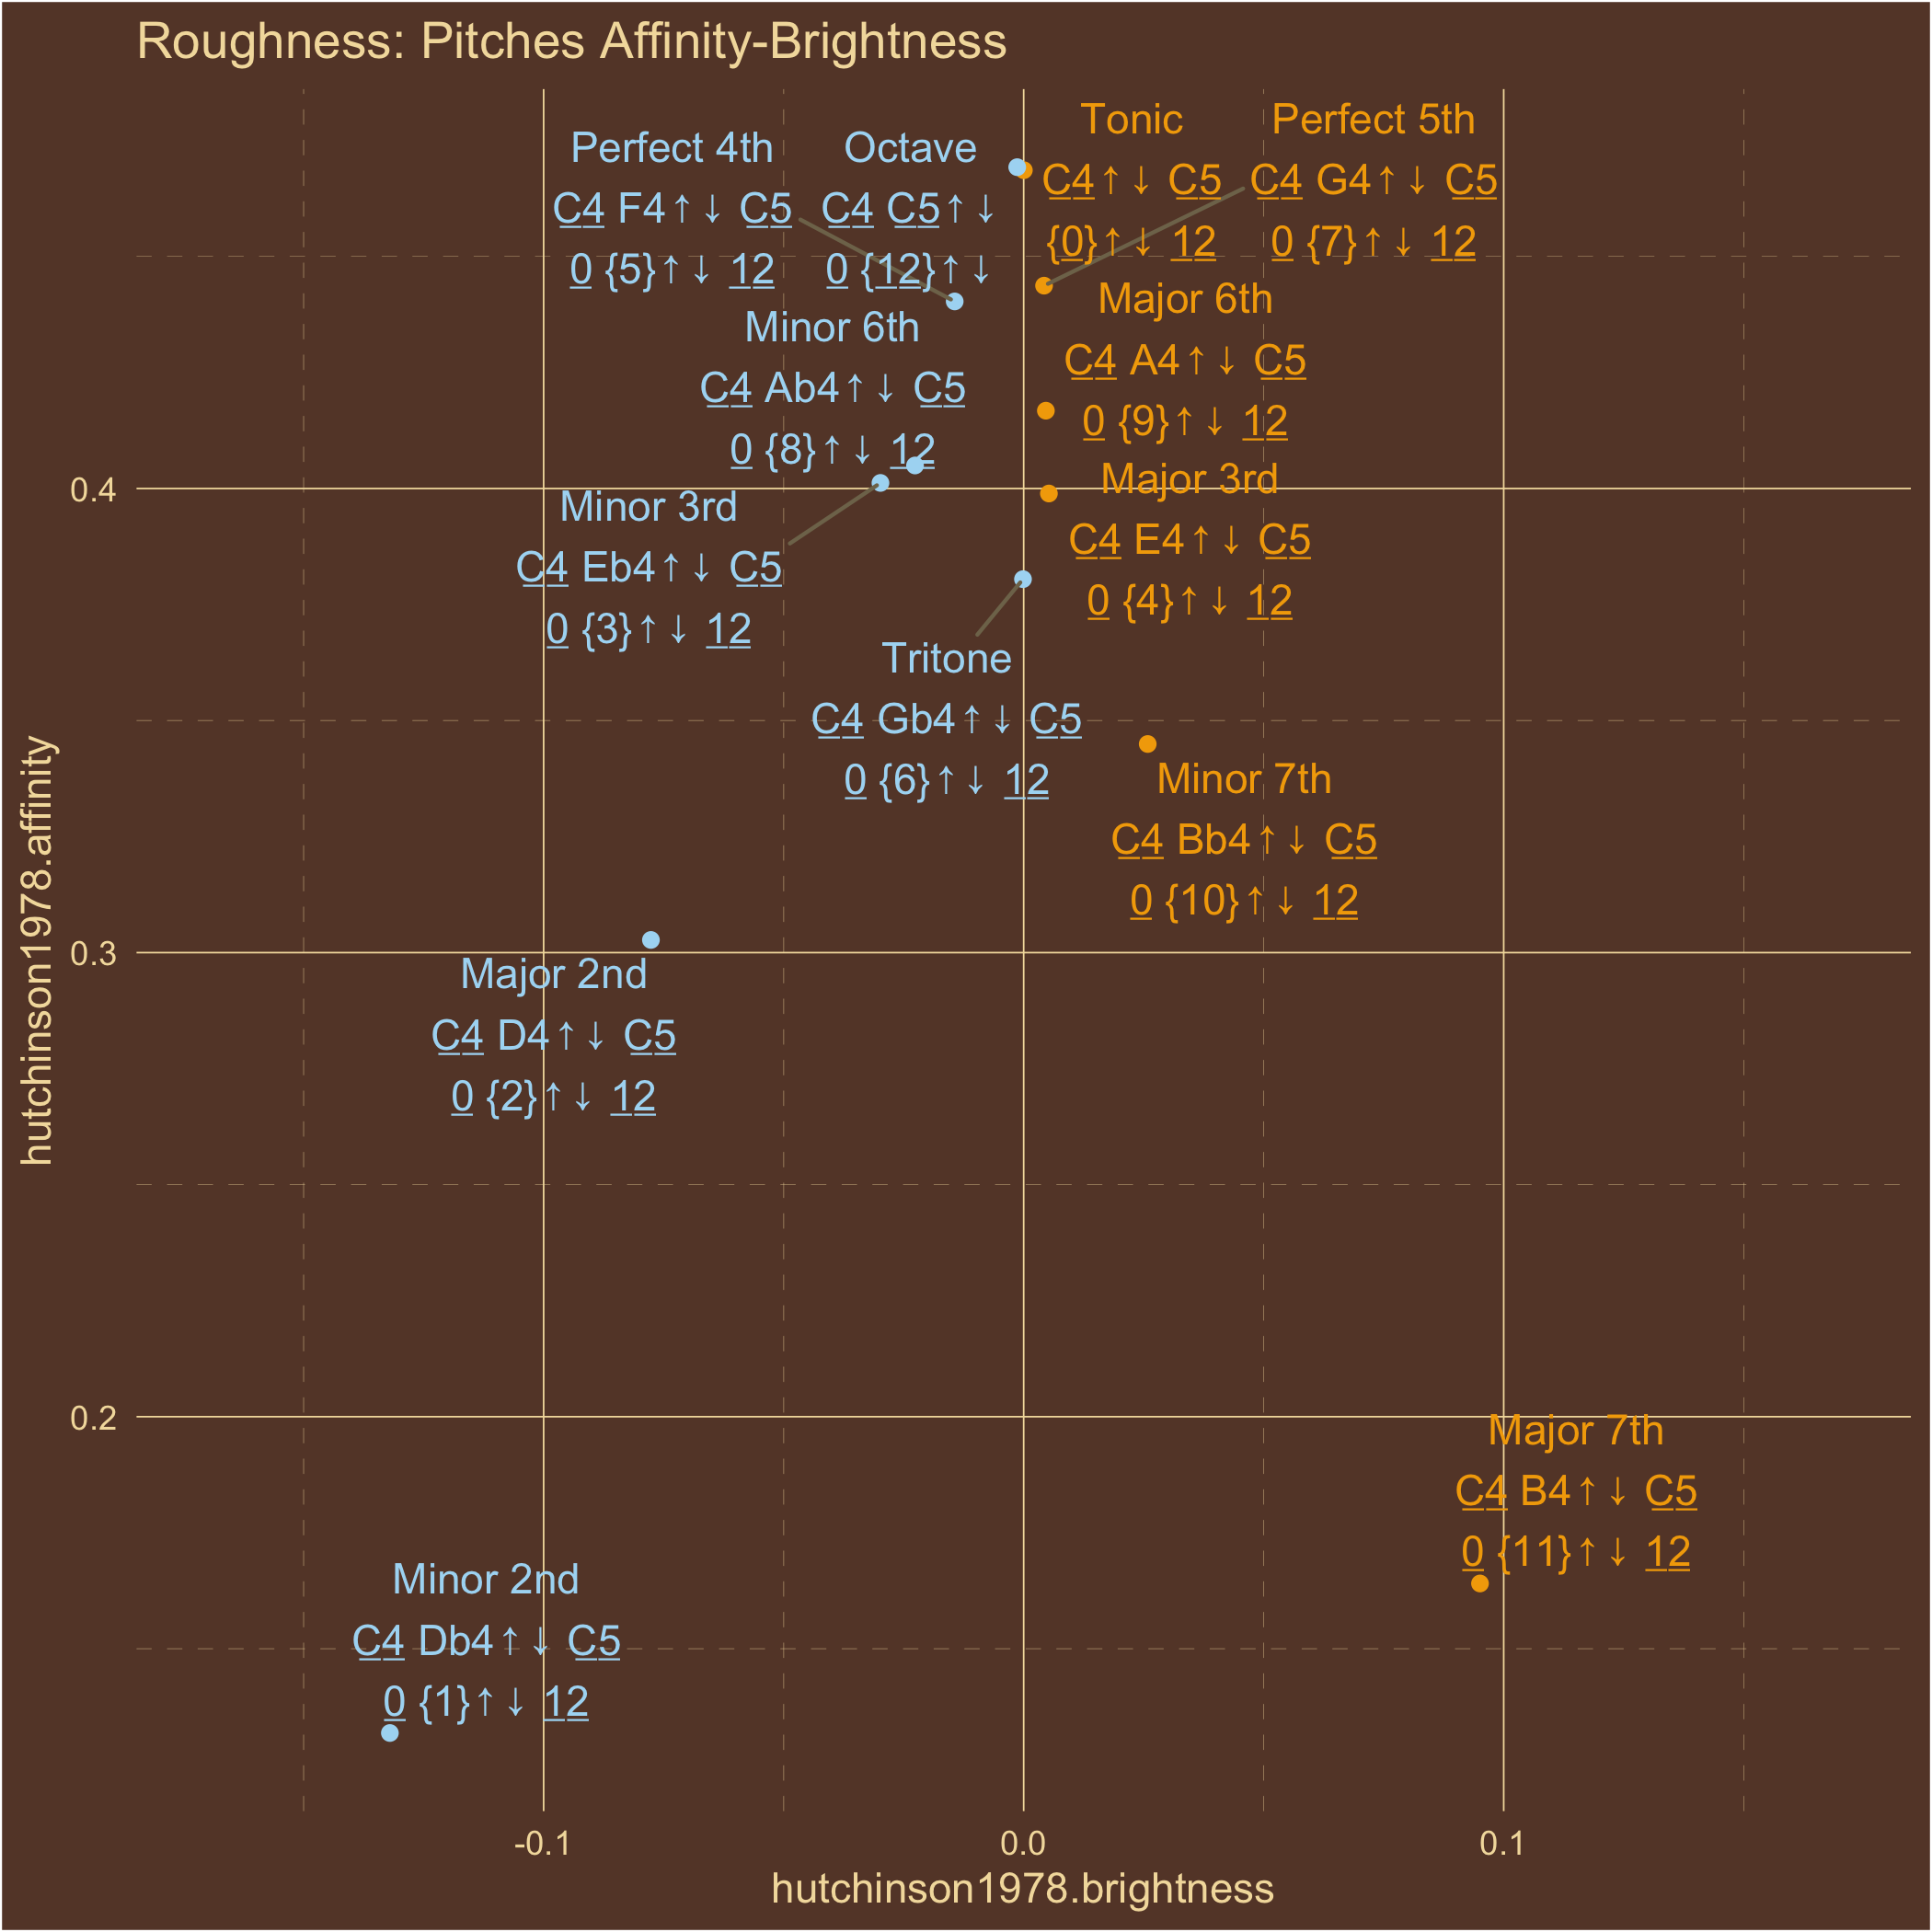 Roughness: Pitches Affinity-Brightness
Tonic
C4↑↓ C5
{0}↑↓ 12
Perfect 5th
C4 G4↑↓ C5
0 {7}↑↓ 12
Perfect 4th
C4 F4↑↓ C5
0 {5}↑↓ 12
Octave
C4 C5↑↓
0 {12}↑↓
Major 6th
C4 A4↑↓ C5
0 {9}↑↓ 12
Minor 6th
C4 Ab4↑↓ C5
0 {8}↑↓ 12
Major 3rd
C4 E4↑↓ C5
0 {4}↑↓ 12
Minor 3rd
C4 Eb4↑↓ C5
0 {3}↑↓ 12
Tritone
C4 Gb4↑↓ C5
0 {6}↑↓ 12
Minor 7th
C4 Bb4↑↓ C5
0 {10}↑↓ 12
Major 2nd
C4 D4↑↓ C5
0 {2}↑↓ 12
Major 7th
C4 B4↑↓ C5
0 {11}↑↓ 12
Minor 2nd
C4 Db4↑↓ C5
0 {1}↑↓ 12
0.4
0.3
0.2
hutchinson1978.affinity
-0.1
0.0
0.1
hutchinson1978.brightness